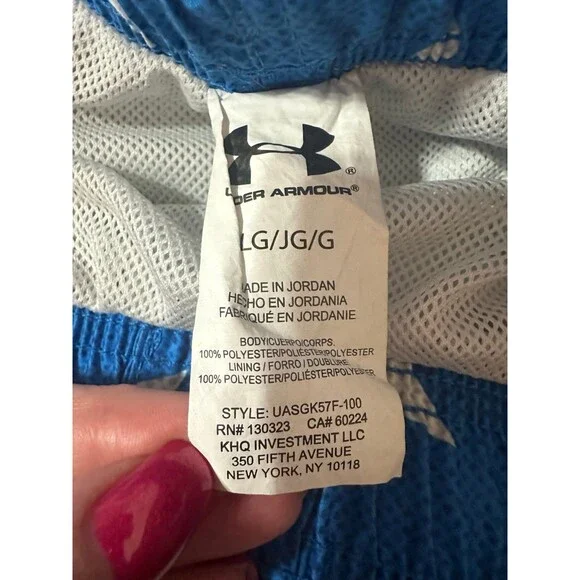 UNDER ARMOUR®
LG/JG/G
MADE IN JORDAN
HECHO EN JORDANIA
FABRIQUÉ EN JORDANIE
BODY/CUERPO/CORPS.
100% POLYESTER/POLIÉSTER/POLYESTER
LINING / FORRO / DOUBLURE
100% POLYESTER/POLIÉSTER/POLYESTER
STYLE: UASGK57F-100
RN# 130323 CA# 60224
KHQ INVESTMENT LLC
350 FIFTH AVENUE
NEW YORK, NY 10118